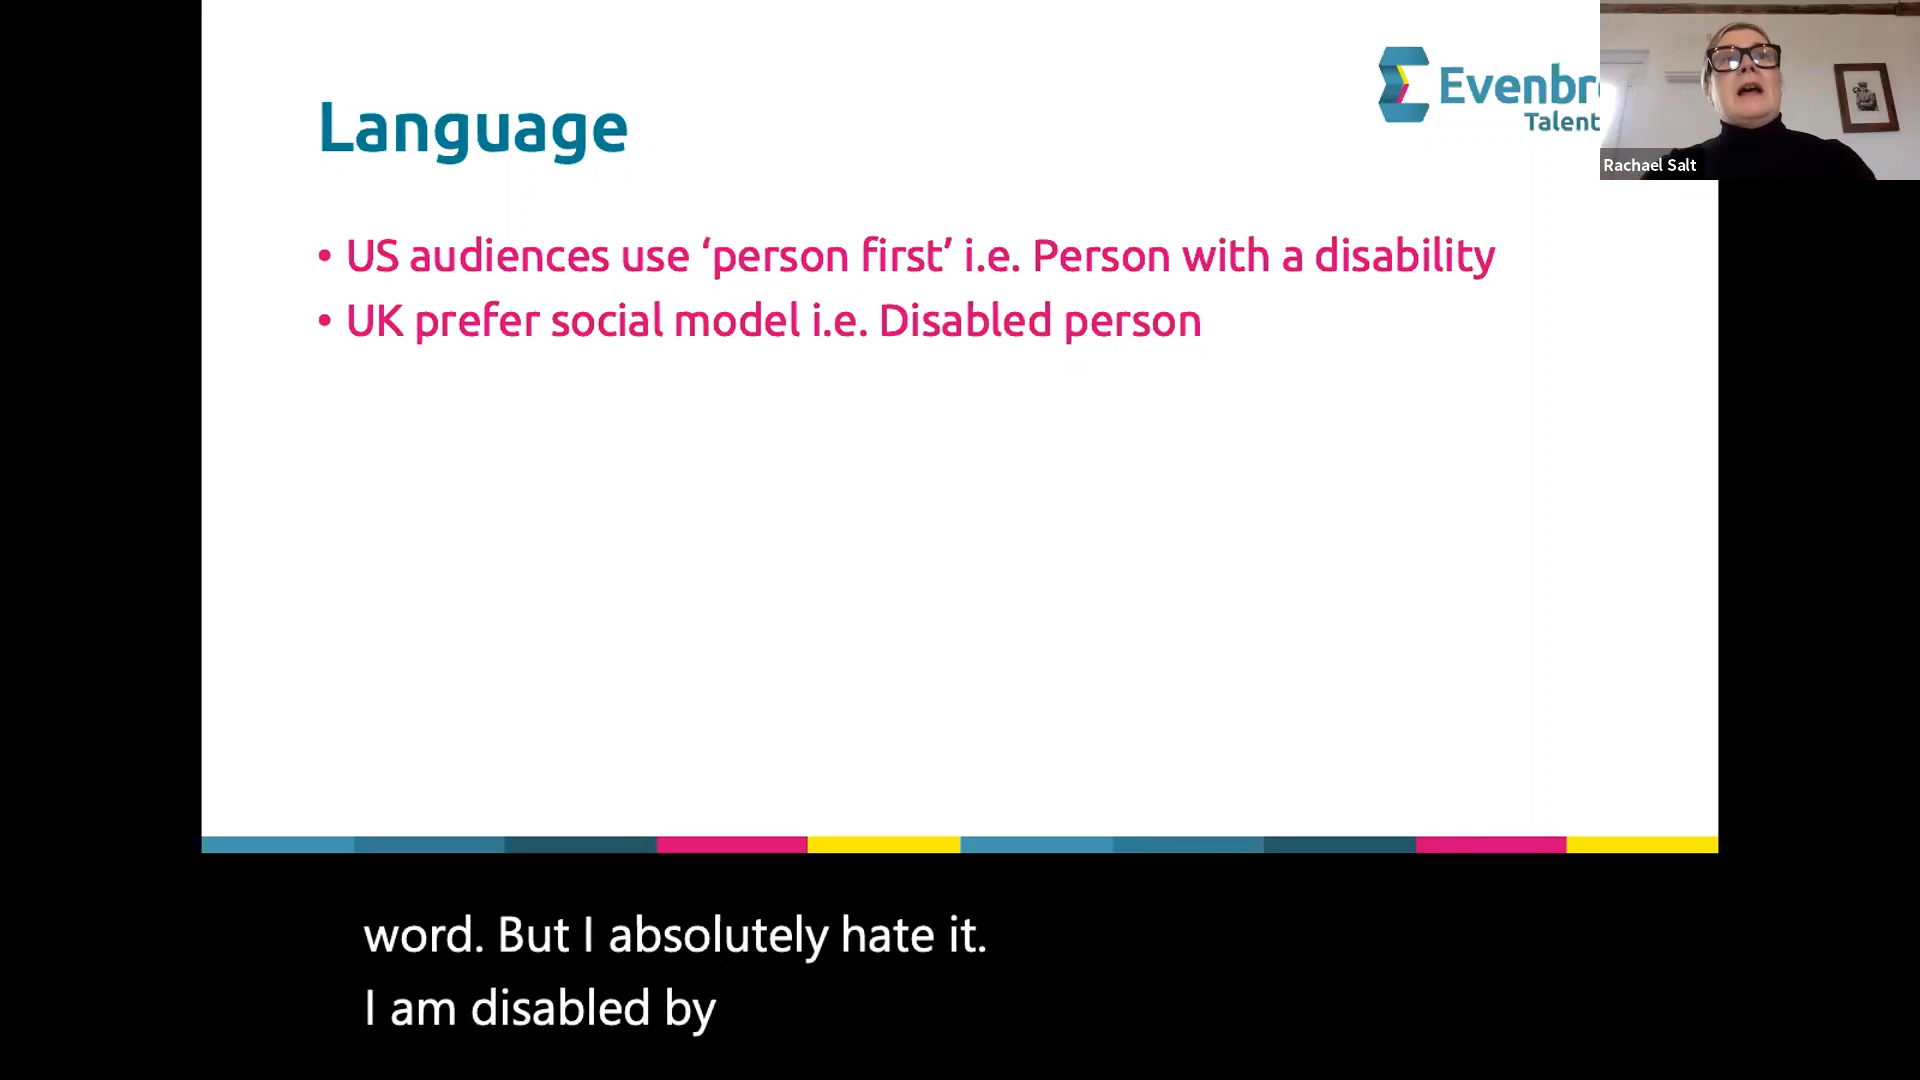 Language
Evenbr
Talent
Rachael Salt
• US audiences use ‘person first’ i.e. Person with a disability
• UK prefer social model i.e. Disabled person
word. But I absolutely hate it.
I am disabled by